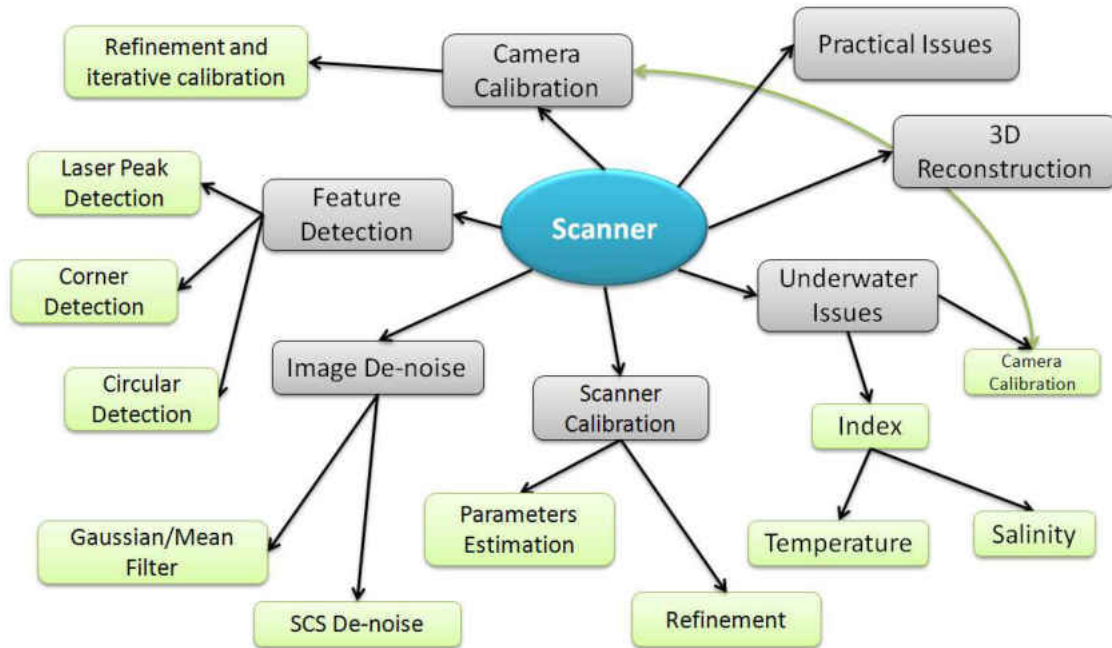 Refinement and
iterative calibration
Camera
Calibration
Practical Issues
3D
Reconstruction
Laser Peak
Detection
Feature
Detection
Scanner
Corner
Detection
Underwater
Issues
Circular
Detection
Image De-noise
Scanner
Calibration
Camera
Calibration
Index
Gaussian/Mean
Filter
Parameters
Estimation
Temperature
Salinity
SCS De-noise
Refinement